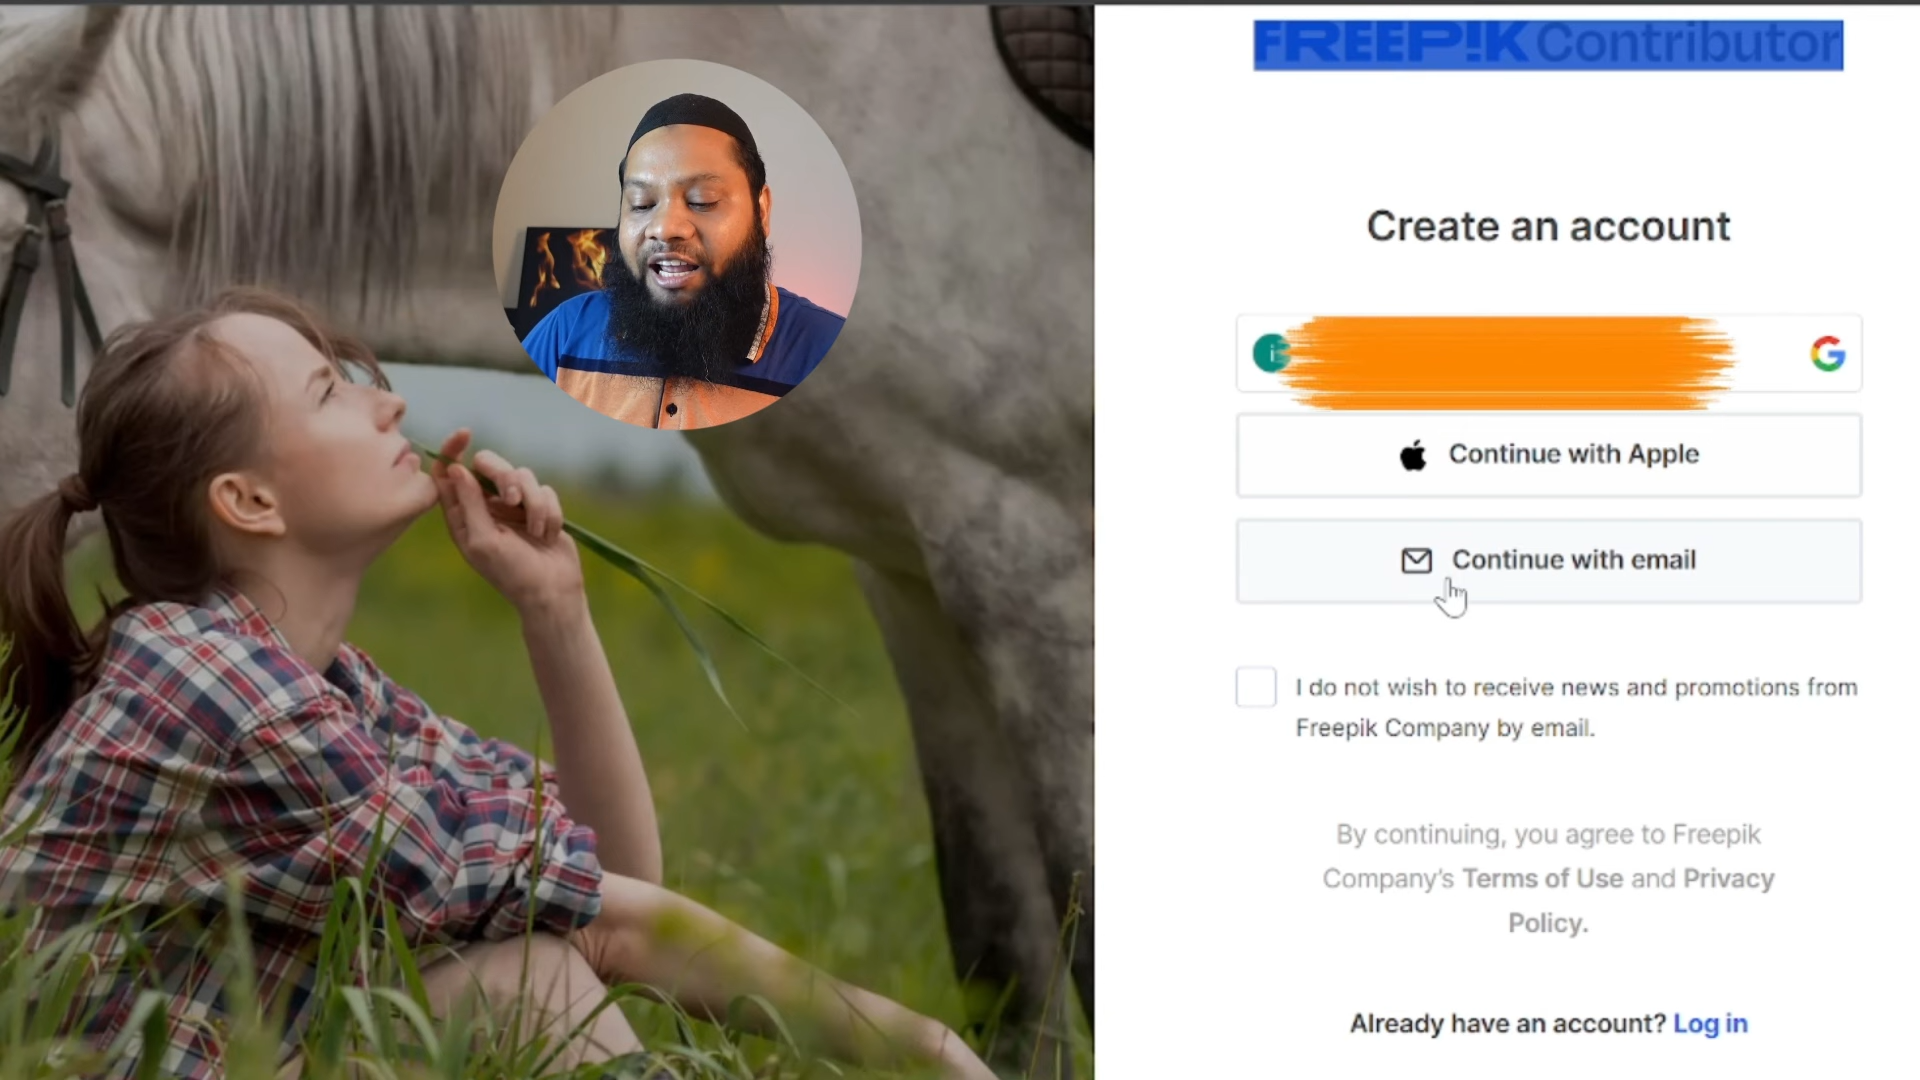 FREEP!K Contributor
Create an account
i
Continue with Apple
Continue with email
I do not wish to receive news and promotions from
Freepik Company by email.
By continuing, you agree to Freepik
Company's Terms of Use and Privacy
Policy.
Already have an account? Log in